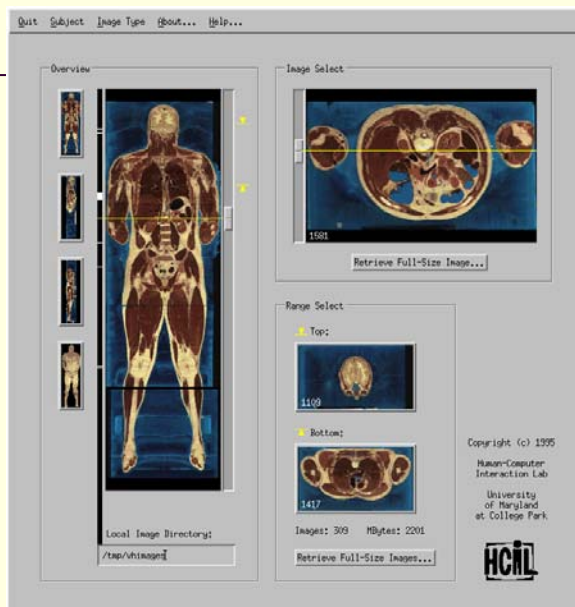 Quit Subject Image Type About... Help...
Overview
Local Image Directory:
/tmp/vhimages
Image Select
1581
Retrieve Full-Size Image...
Range Select
Top:
1109
Bottom:
1417
Images: 309 MBytes: 2201
Retrieve Full-Size Images...
Copyright (c) 1995
Human-Computer
Interaction Lab
University
of Maryland
at College Park
HCIL